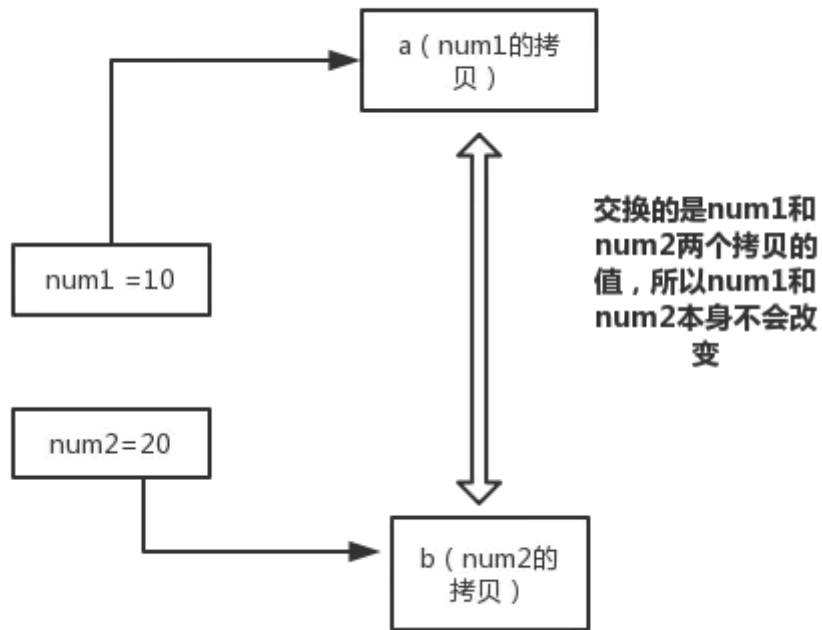 a（num1的拷
贝）
num1 =10
交换的是num1和
num2两个拷贝的
值，所以num1和
num2本身不会改
变
num2=20
b（num2的
拷贝）